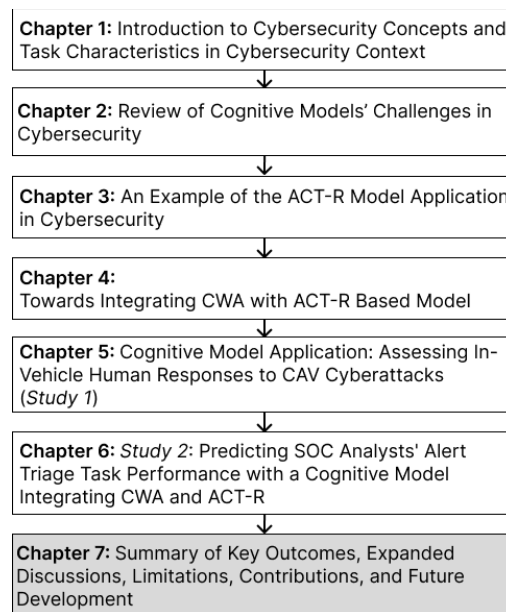 Chapter 1: Introduction to Cybersecurity Concepts and
Task Characteristics in Cybersecurity Context
Chapter 2: Review of Cognitive Models’ Challenges in
Cybersecurity
Chapter 3: An Example of the ACT-R Model Application
in Cybersecurity
Chapter 4:
Towards Integrating CWA with ACT-R Based Model
Chapter 5: Cognitive Model Application: Assessing In-
Vehicle Human Responses to CAV Cyberattacks
(Study 1)
Chapter 6: Study 2: Predicting SOC Analysts' Alert
Triage Task Performance with a Cognitive Model
Integrating CWA and ACT-R
Chapter 7: Summary of Key Outcomes, Expanded
Discussions, Limitations, Contributions, and Future
Development